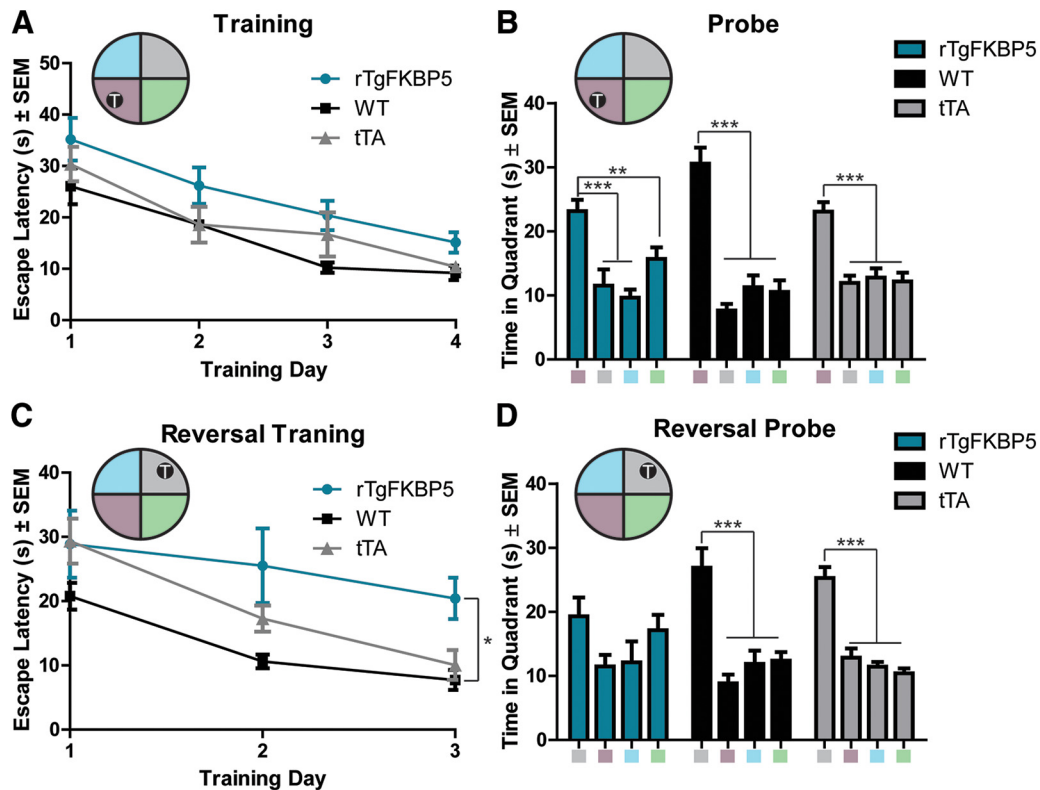 A
Training
Escape Latency (s) ± SEM
50
40
30
20
10
0
1
2
3
4
Training Day
T
rTgFKBP5
WT
tTA
B
Probe
Time in Quadrant (s) ± SEM
40
30
20
10
0
T
rTgFKBP5
WT
tTA
**
***
***
***
C
Reversal Traning
Escape Latency (s) ± SEM
40
30
20
10
0
1
2
3
Training Day
T
rTgFKBP5
WT
tTA
*
D
Reversal Probe
Time in Quadrant (s) ± SEM
40
30
20
10
0
T
rTgFKBP5
WT
tTA
***
***